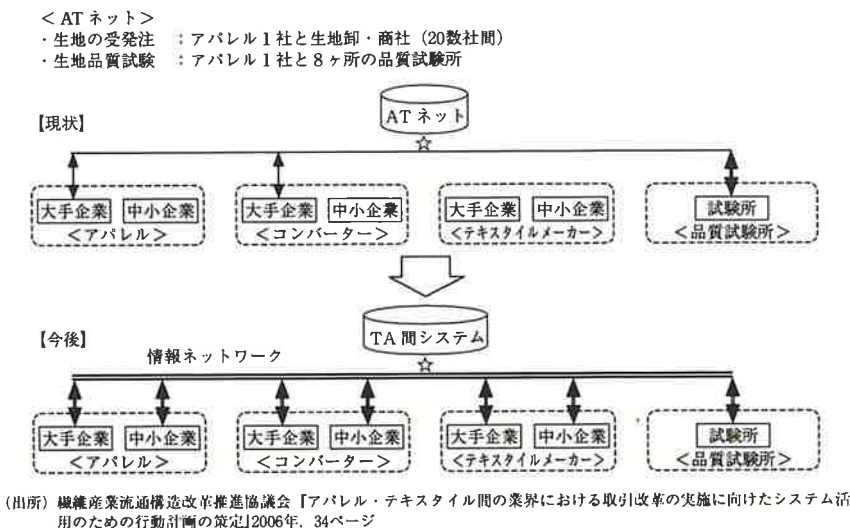 < AT ネット>
・生地の受発注 :アパレル1社と生地卸・商社(20数社間)
・生地品質試験 :アパレル1社と8ヶ所の品質試験所
【現状】
AT ネット
☆
大手企業 中小企業 大手企業 中小企業 大手企業 中小企業 試験所
<アパレル> <コンバーター> <テキスタイルメーカー> <品質試験所>
【今後】
TA 間システム
情報ネットワーク
☆
大手企業 中小企業 大手企業 中小企業 大手企業 中小企業 試験所
<アパレル> <コンバーター> <テキスタイルメーカー> <品質試験所>
(出所) 繊維産業流通構造改革推進協議会『アパレル・テキスタイル間の業界における取引改革の実施に向けたシステム活
用のための行動計画の策定』2006年,34ページ